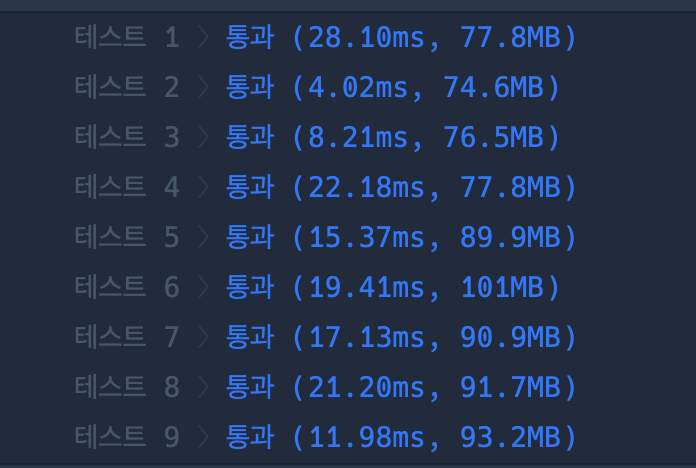 테스트 1 〉 통과 (28.10ms, 77.8MB)
테스트 2 〉 통과 (4.02ms, 74.6MB)
테스트 3 〉 통과 (8.21ms, 76.5MB)
테스트 4 〉 통과 (22.18ms, 77.8MB)
테스트 5 〉 통과 (15.37ms, 89.9MB)
테스트 6 〉 통과 (19.41ms, 101MB)
테스트 7 〉 통과 (17.13ms, 90.9MB)
테스트 8 〉 통과 (21.20ms, 91.7MB)
테스트 9 〉 통과 (11.98ms, 93.2MB)